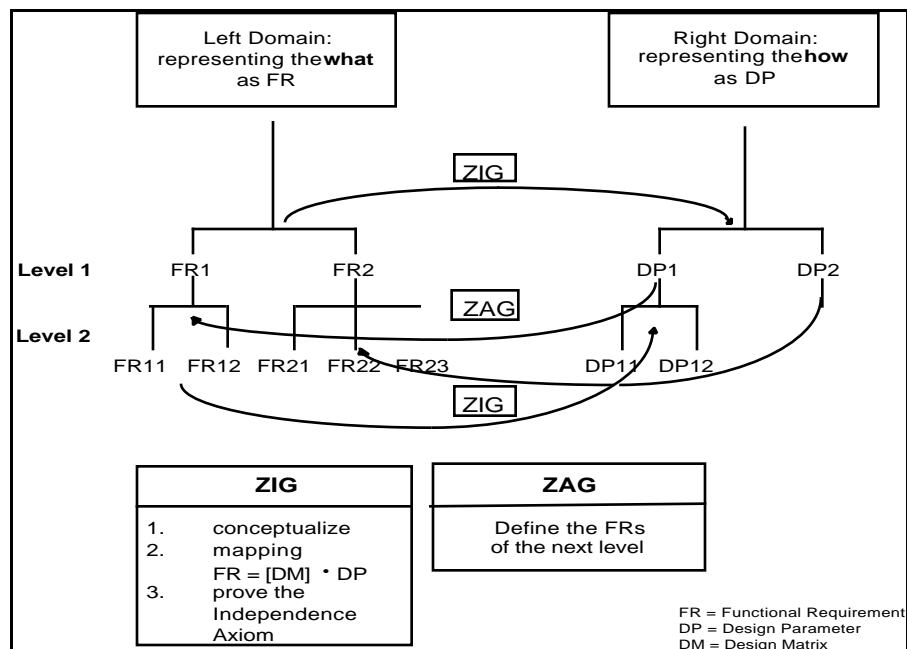 Left Domain:
representing the what
as FR
Right Domain:
representing the how
as DP
ZIG
Level 1
FR1
FR2
DP1
DP2
ZAG
Level 2
FR11
FR12
FR21
FR22
FR23
DP11
DP12
ZIG
ZIG
1. conceptualize
2. mapping
FR = [DM] · DP
3. prove the
Independence
Axiom
ZAG
Define the FRs
of the next level
FR = Functional Requirement
DP = Design Parameter
DM = Design Matrix